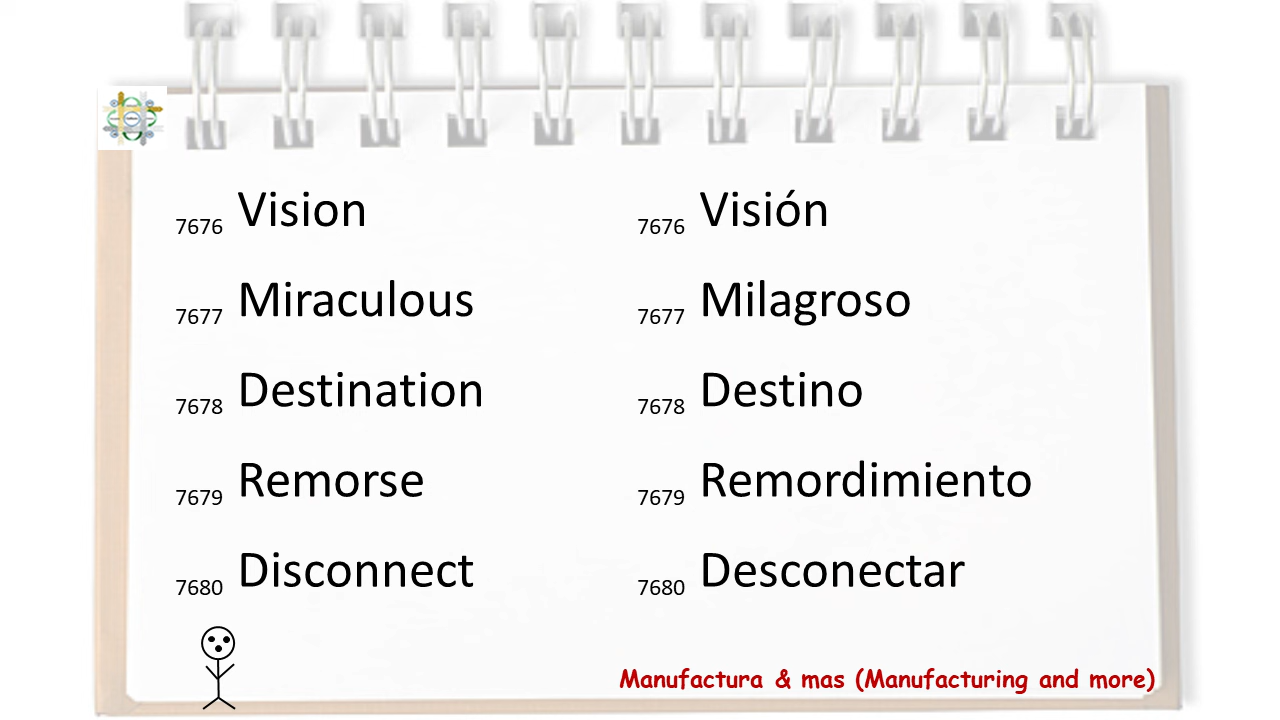 7676 Vision 7676 Visión
7677 Miraculous 7677 Milagroso
7678 Destination 7678 Destino
7679 Remorse 7679 Remordimiento
7680 Disconnect 7680 Desconectar
Manufactura & mas (Manufacturing and more)